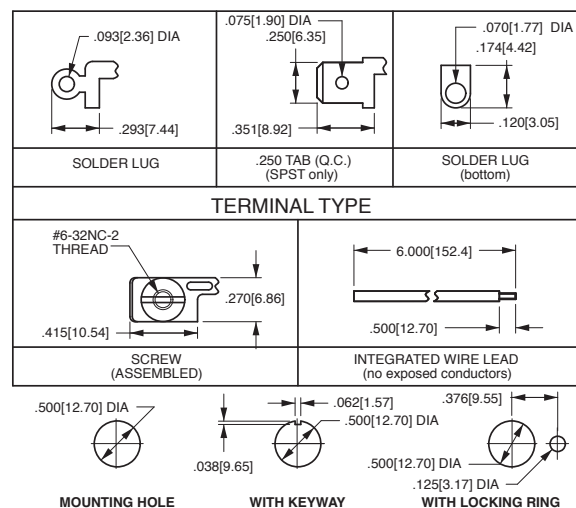 .093[2.36] DIA
.293[7.44]
SOLDER LUG
.075[1.90] DIA
.250[6.35]
.351[8.92]
.250 TAB (Q.C.)
(SPST only)
.070[1.77] DIA
.174[4.42]
.120[3.05]
SOLDER LUG
(bottom)
TERMINAL TYPE
#6-32NC-2
THREAD
.270[6.86]
.415[10.54]
SCREW
(ASSEMBLED)
6.000[152.4]
.500[12.70]
INTEGRATED WIRE LEAD
(no exposed conductors)
.500[12.70] DIA
MOUNTING HOLE
.062[1.57]
.500[12.70] DIA
.038[9.65]
WITH KEYWAY
.376[9.55]
.500[12.70] DIA
.125[3.17] DIA
WITH LOCKING RING